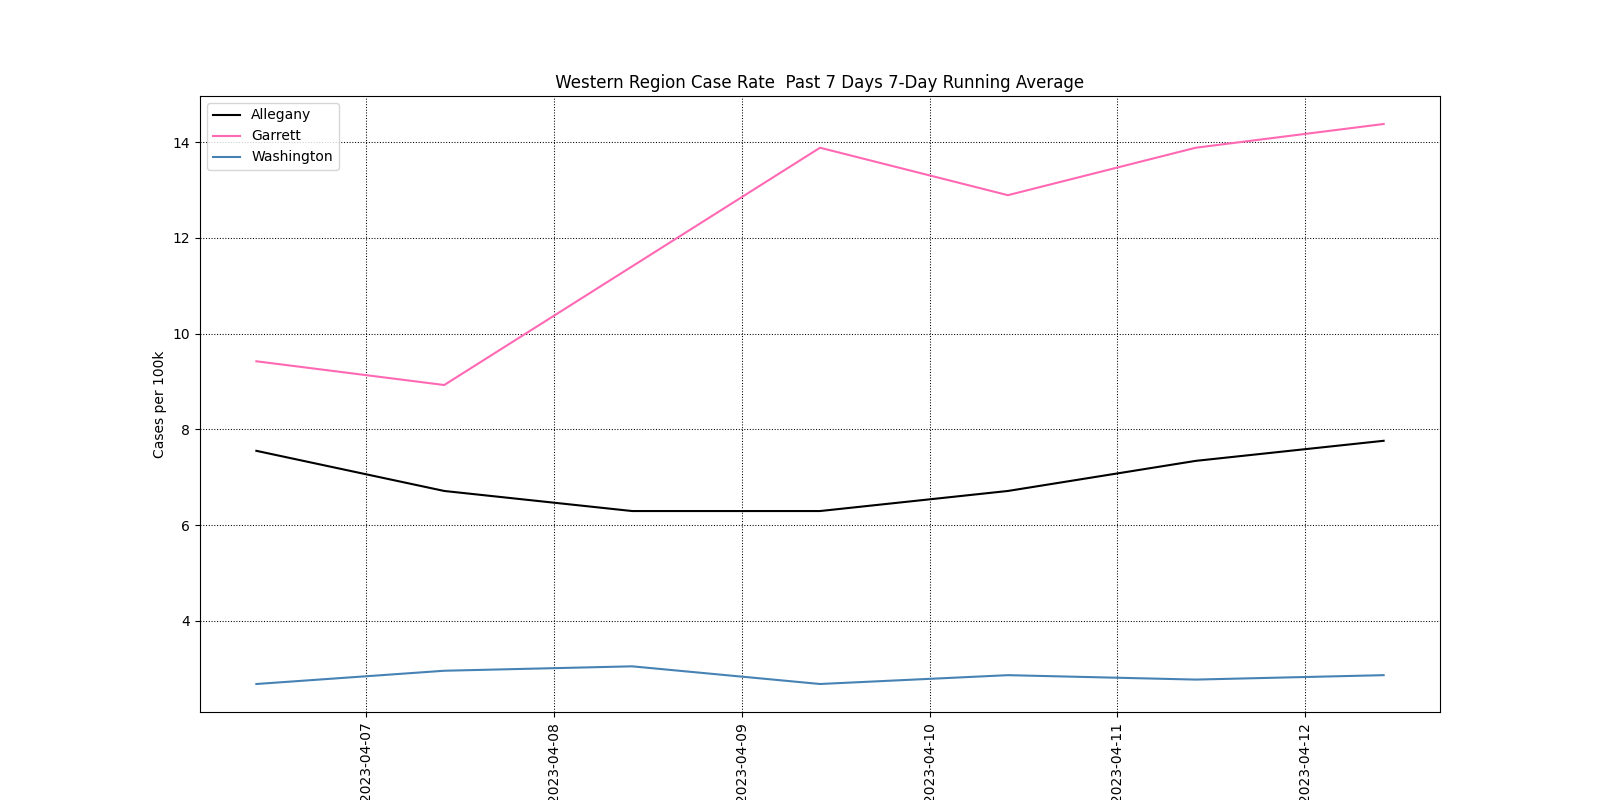 Western Region Case Rate  Past 7 Days 7-Day Running Average
Allegany
Garrett
Washington
14
12
10
8
6
4
Cases per 100k
2023-04-07
2023-04-08
2023-04-09
2023-04-10
2023-04-11
2023-04-12